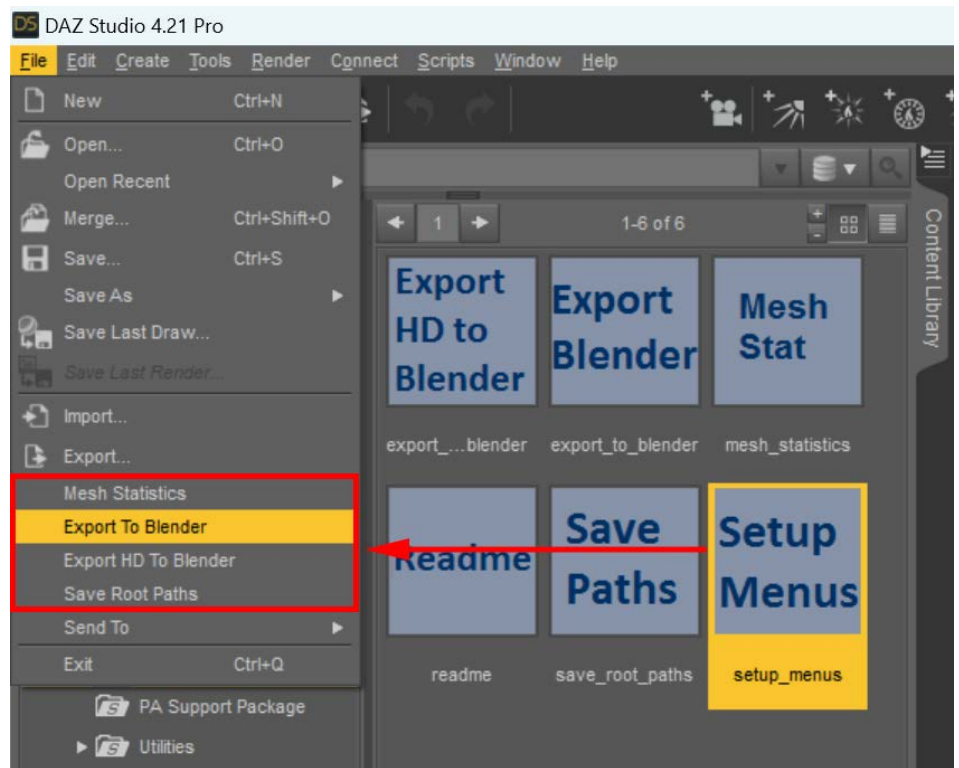 DS DAZ Studio 4.21 Pro
File Edit Create Tools Render Connect Scripts Window Help
New Ctrl+N
Open... Ctrl+O
Open Recent
Merge... Ctrl+Shift+O
Save... Ctrl+S
Save As
Save Last Draw...
Save Last Render...
Import...
Export...
Mesh Statistics
Export To Blender
Export HD To Blender
Save Root Paths
Send To
Exit Ctrl+Q
S PA Support Package
S Utilities
1
1-6 of 6
Export
HD to
Blender
export_...blender
Export
Blender
export_to_blender
Mesh
Stat
mesh_statistics
Readme
readme
Save
Paths
save_root_paths
Setup
Menus
setup_menus
Content Library